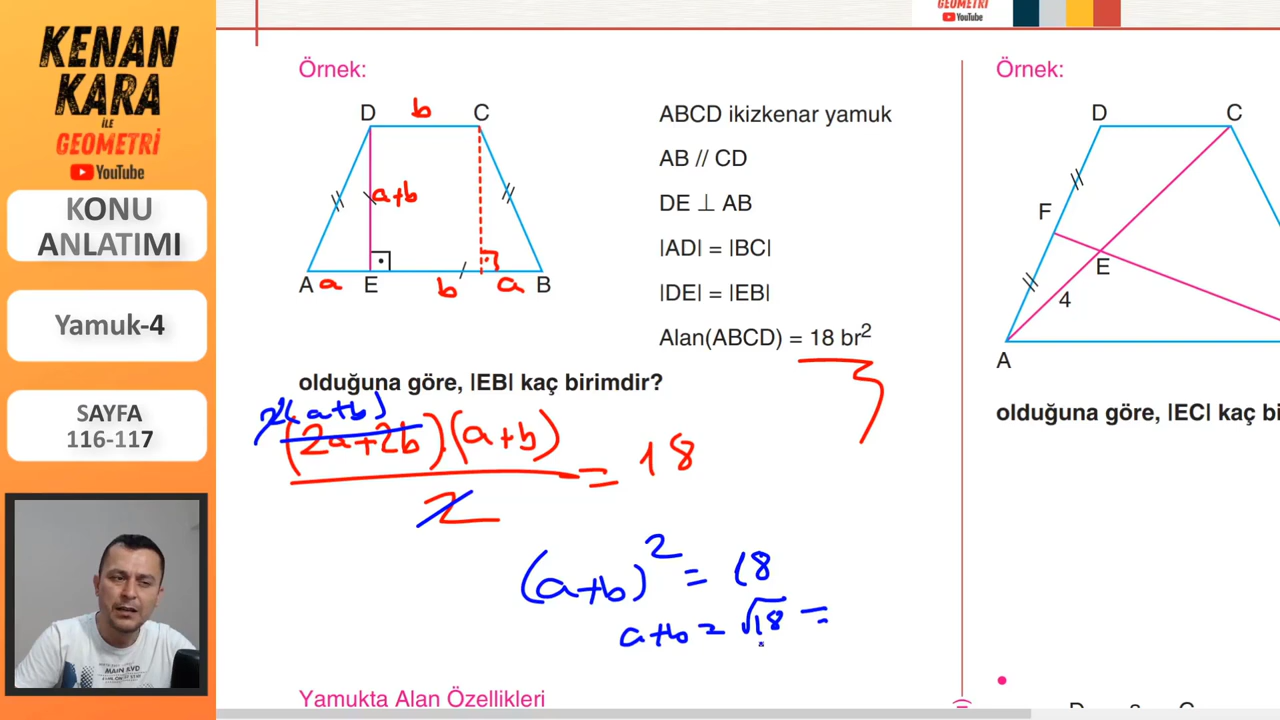 KENAN
KARA
İLE
GEOMETRİ
YouTube
KONU
ANLATIMI
Yamuk-4
SAYFA
116-117
MAIN AVD
GEOMETRİ
YouTube
Örnek:
D b C
a+b
A a E b a B
ABCD ikizkenar yamuk
AB // CD
DE ⊥ AB
|AD| = |BC|
|DE| = |EB|
Alan(ABCD) = 18 br²
olduğuna göre, |EB| kaç birimdir?
2(a+b)
(2a+2b).(a+b)
2
= 18
(a+b)² = 18
a+b = √18 =
Yamukta Alan Özellikleri
Örnek:
D C
F
E
4
A
olduğuna göre, |EC| kaç bi